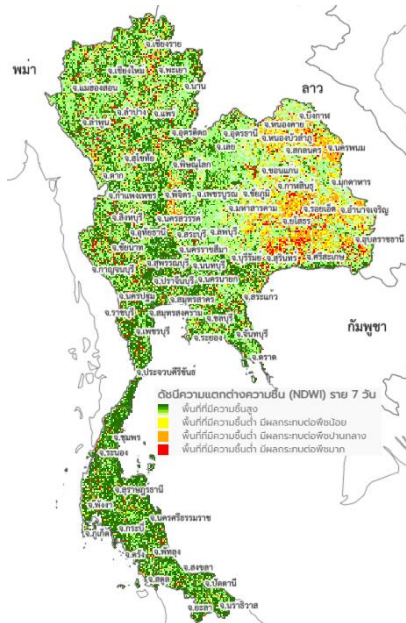 จ.เชียงราย
พม่า
จ.เชียงใหม่
จ.พะเยา
จ.แม่ฮ่องสอน
จ.น่าน
ลาว
จ.ลำปาง
จ.แพร่
จ.บึงกาฬ
จ.ลำพูน
จ.หนองคาย
จ.อุตรดิตถ์
จ.อุดรธานี
จ.หนองบัวลำภู
จ.เลย
จ.สกลนคร
จ.นครพนม
จ.สุโขทัย
จ.พิษณุโลก
จ.ขอนแก่น
จ.ตาก
จ.มุกดาหาร
จ.กำแพงเพชร
จ.พิจิตร
จ.เพชรบูรณ์
จ.ชัยภูมิ
จ.กาฬสินธุ์
จ.มหาสารคาม
จ.ร้อยเอ็ด
จ.อำนาจเจริญ
จ.สิงห์บุรี
จ.นครสวรรค์
จ.ยโสธร
จ.อุทัยธานี
จ.สระบุรี
จ.ลพบุรี
จ.อุบลราชธานี
จ.ชัยนาท
จ.นครราชสีมา
จ.บุรีรัมย์
จ.สุรินทร์
จ.ศรีสะเกษ
จ.สุพรรณบุรี
จ.นนทบุรี
จ.กาญจนบุรี
จ.ปราจีนบุรี
จ.นครนายก
จ.สระแก้ว
จ.นครปฐม
จ.สมุทรสาคร
จ.ราชบุรี
จ.สมุทรสงคราม
จ.ชลบุรี
กัมพูชา
จ.เพชรบุรี
จ.ระยอง
จ.จันทบุรี
จ.ตราด
จ.ประจวบคีรีขันธ์
ดัชนีความแตกต่างความชื้น (NDWI) ราย 7 วัน
พื้นที่ที่มีความชื้นสูง
พื้นที่ที่มีความชื้นต่ำ มีผลกระทบต่อพืชน้อย
พื้นที่ที่มีความชื้นต่ำ มีผลกระทบต่อพืชปานกลาง
พื้นที่ที่มีความชื้นต่ำ มีผลกระทบต่อพืชมาก
จ.ชุมพร
จ.ระนอง
จ.สุราษฎรธานี
จ.พังงา
จ.นครศรีธรรมราช
จ.กระบี่
จ.ภูเก็ต
จ.ตรัง
จ.พัทลุง
จ.สงขลา
จ.สตูล
จ.ปัตตานี
จ.ยะลา
จ.นราธิวาส